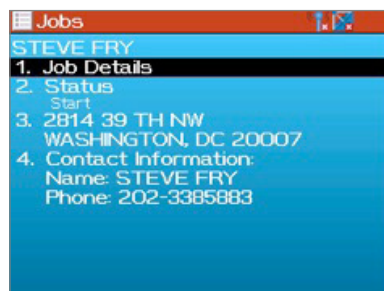 Jobs
STEVE FRY
1. Job Details
2. Status
Start
3. 2814 39 TH NW
WASHINGTON, DC 20007
4. Contact Information:
Name: STEVE FRY
Phone: 202-3385883